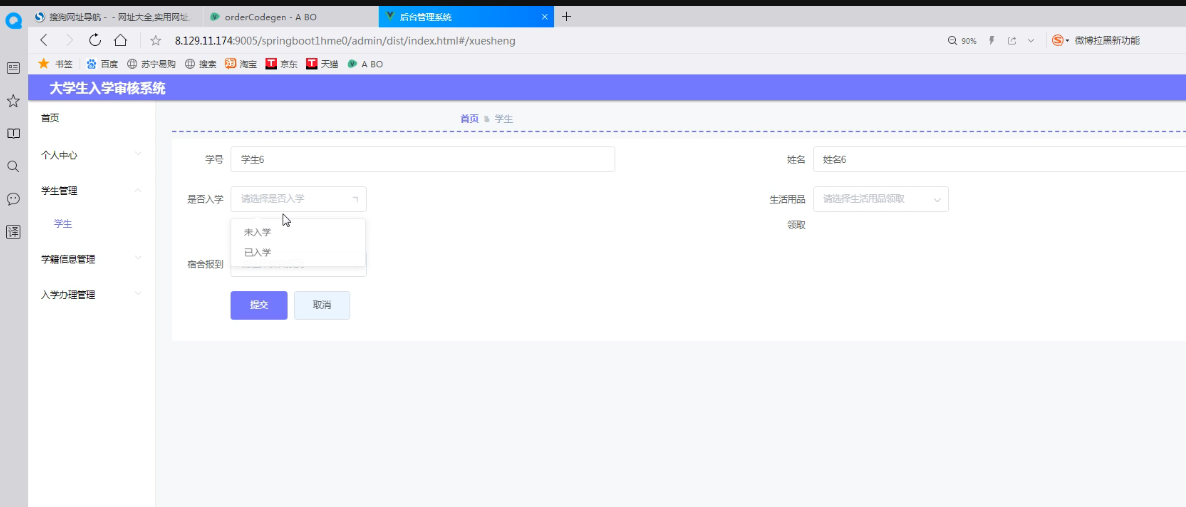 搜狗网址导航 - - 网址大全,实用网址,
orderCodegen - A BO
后台管理系统
8.129.11.174:9005/springboot1hme0/admin/dist/index.html#/xuesheng
90%
微博拉黑新功能
书签
百度
苏宁易购
搜索
淘宝
京东
天猫
A BO
大学生入学审核系统
首页
个人中心
学生管理
学生
学籍信息管理
入学办理管理
首页
学生
学号
学生6
姓名
姓名6
是否入学
请选择是否入学
生活用品
领取
请选择生活用品领取
未入学
已入学
宿舍报到
提交
取消
译